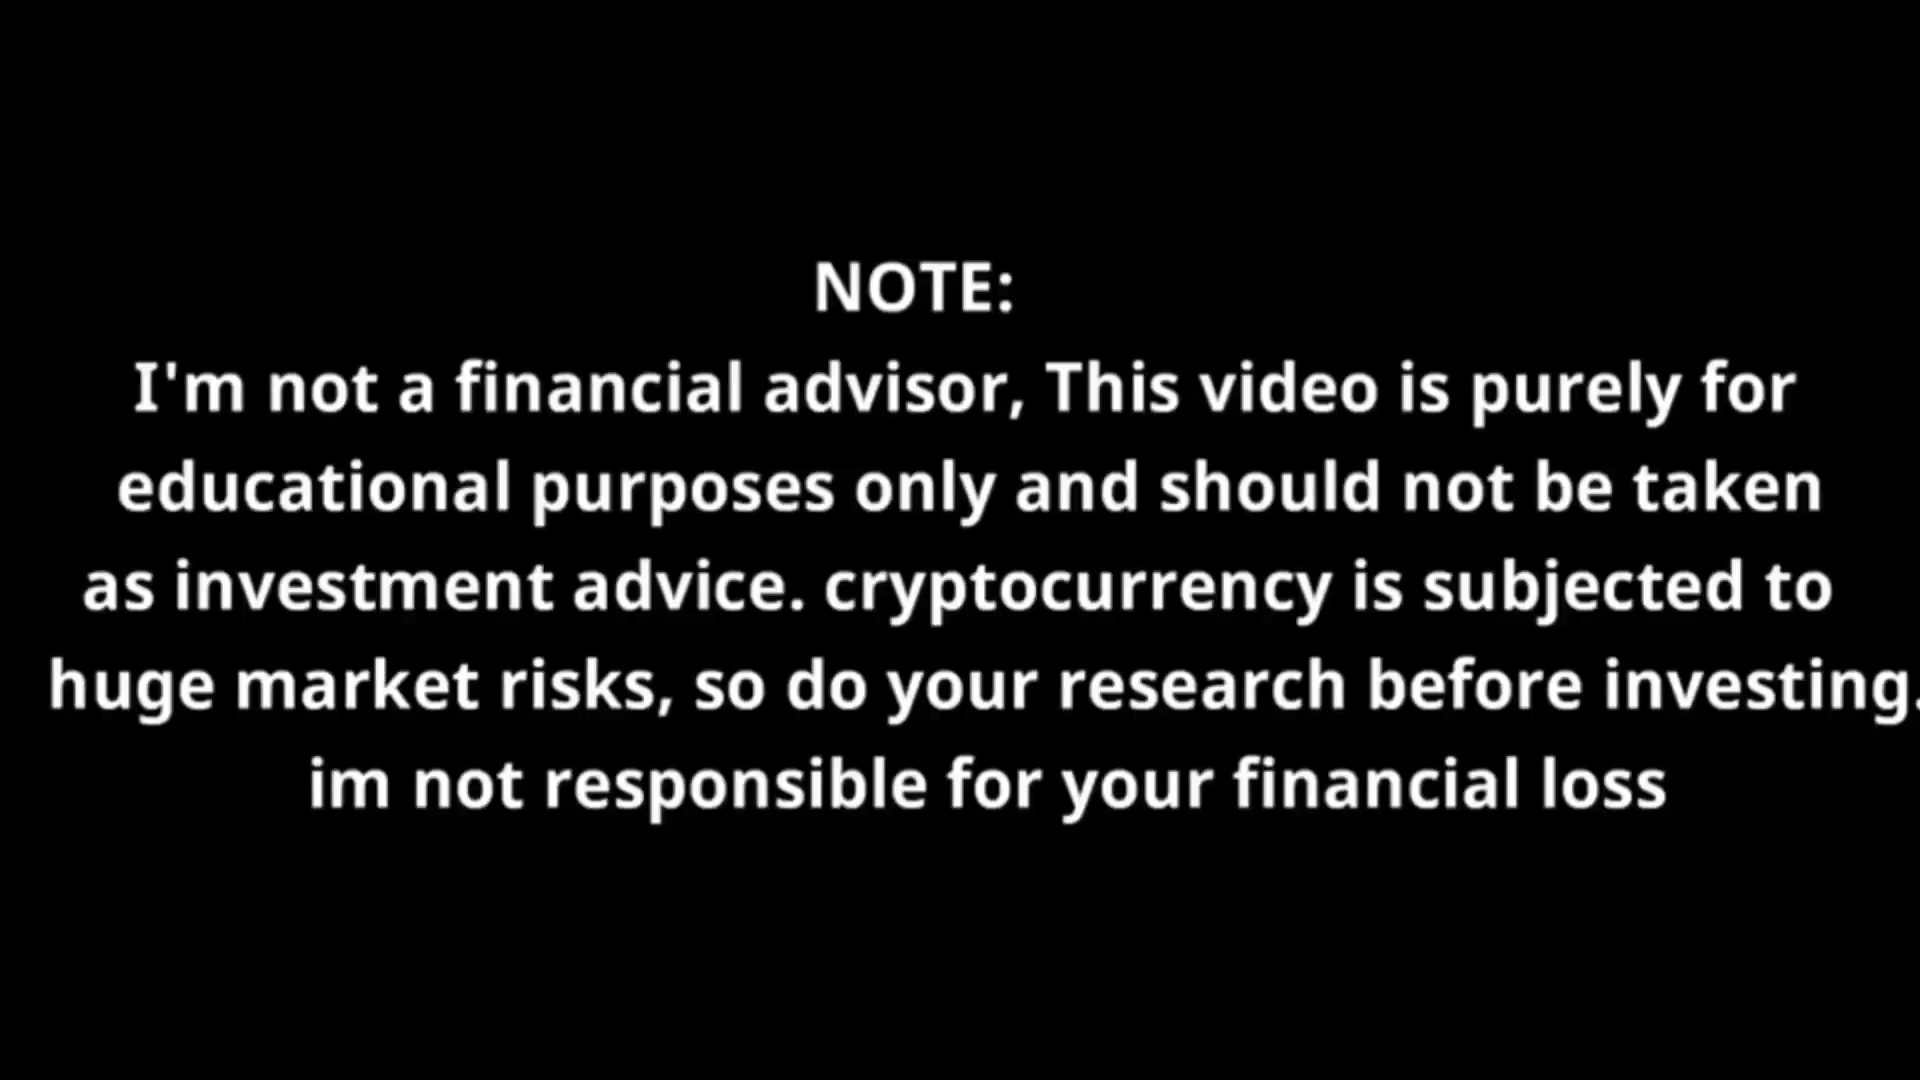 NOTE:
I'm not a financial advisor, This video is purely for
educational purposes only and should not be taken
as investment advice. cryptocurrency is subjected to
huge market risks, so do your research before investing.
im not responsible for your financial loss